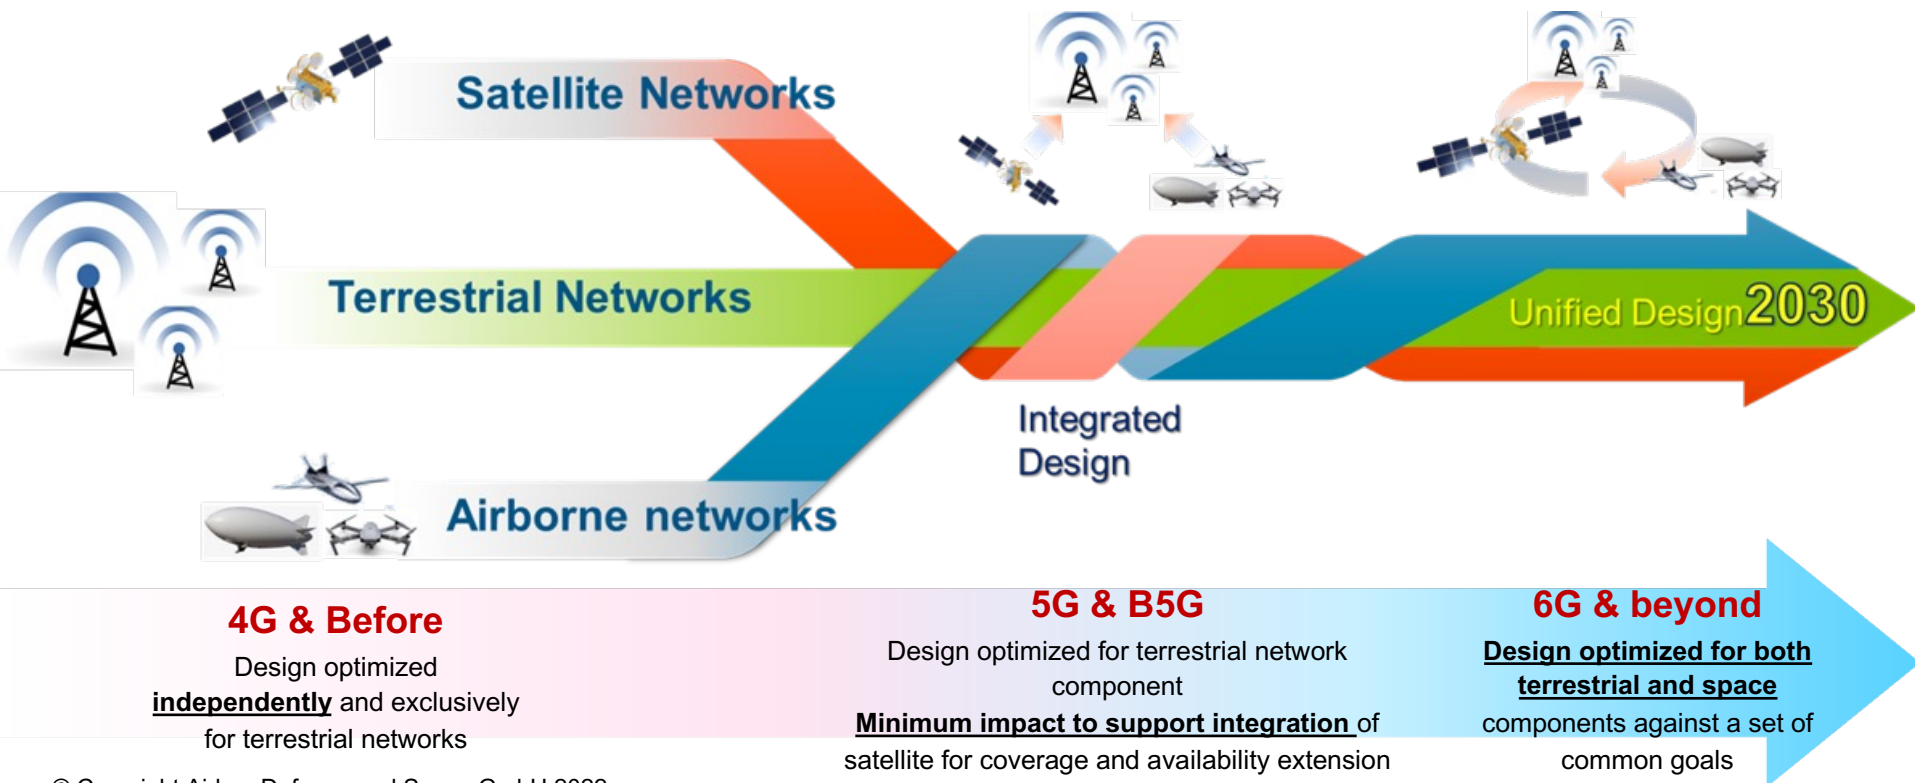 Satellite Networks
Terrestrial Networks
Unified Design 2030
Integrated
Design
Airborne networks
4G & Before
Design optimized
independently and exclusively
for terrestrial networks
5G & B5G
Design optimized for terrestrial network
component
Minimum impact to support integration of
satellite for coverage and availability extension
6G & beyond
Design optimized for both
terrestrial and space
components against a set of
common goals